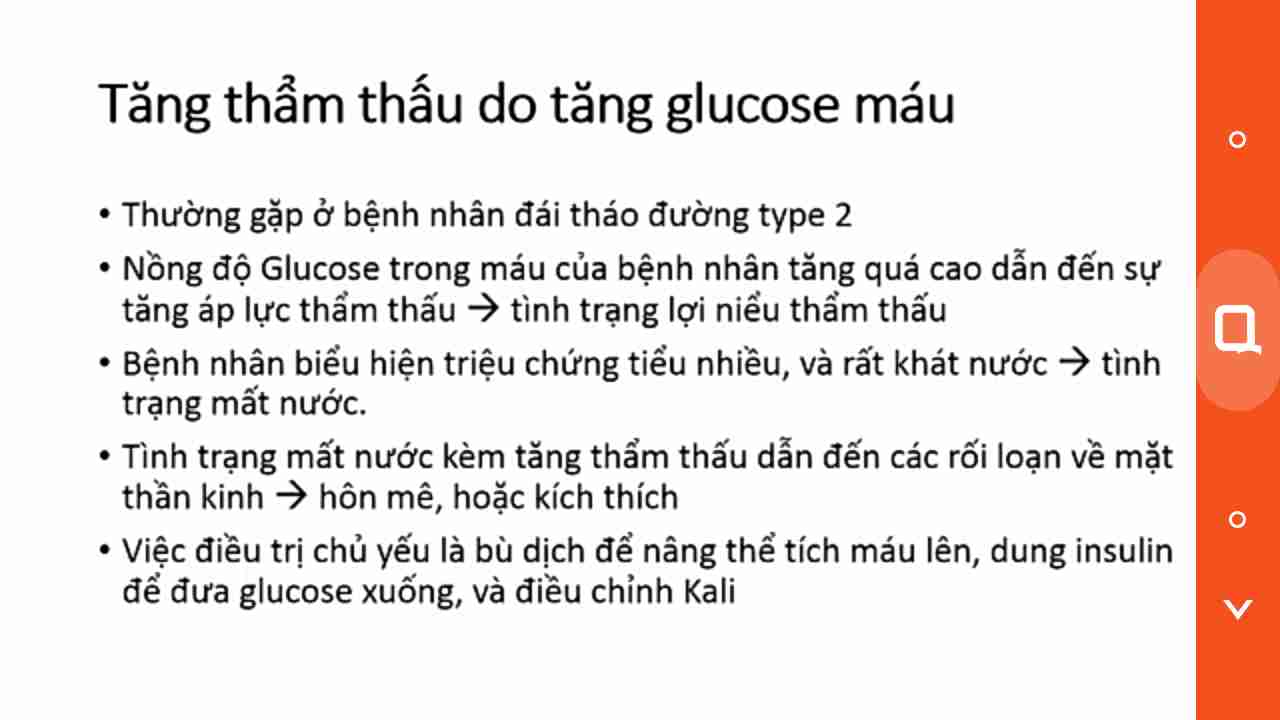 Tăng thẩm thấu do tăng glucose máu
• Thường gặp ở bệnh nhân đái tháo đường type 2
• Nồng độ Glucose trong máu của bệnh nhân tăng quá cao dẫn đến sự
tăng áp lực thẩm thấu → tình trạng lợi niểu thẩm thấu
• Bệnh nhân biểu hiện triệu chứng tiểu nhiều, và rất khát nước → tình
trạng mất nước.
• Tình trạng mất nước kèm tăng thẩm thấu dẫn đến các rối loạn về mặt
thần kinh → hôn mê, hoặc kích thích
• Việc điều trị chủ yếu là bù dịch để nâng thể tích máu lên, dung insulin
để đưa glucose xuống, và điều chỉnh Kali